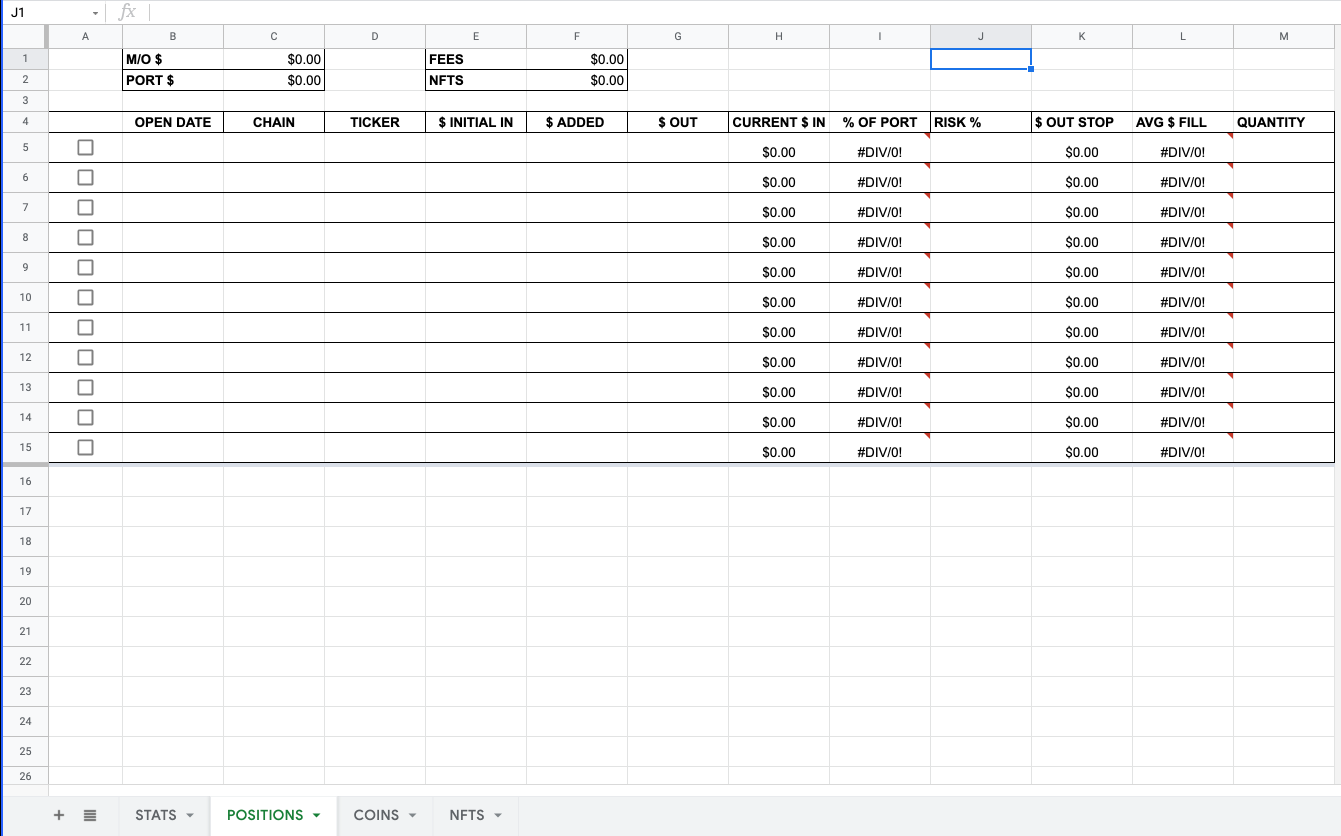 J1 fx
A B C D E F G H I J K L M
1 M/O $ $0.00 FEES $0.00
2 PORT $ $0.00 NFTS $0.00
3
4 OPEN DATE CHAIN TICKER $ INITIAL IN $ ADDED $ OUT CURRENT $ IN % OF PORT RISK % $ OUT STOP AVG $ FILL QUANTITY
5 $0.00 #DIV/0! $0.00 #DIV/0!
6 $0.00 #DIV/0! $0.00 #DIV/0!
7 $0.00 #DIV/0! $0.00 #DIV/0!
8 $0.00 #DIV/0! $0.00 #DIV/0!
9 $0.00 #DIV/0! $0.00 #DIV/0!
10 $0.00 #DIV/0! $0.00 #DIV/0!
11 $0.00 #DIV/0! $0.00 #DIV/0!
12 $0.00 #DIV/0! $0.00 #DIV/0!
13 $0.00 #DIV/0! $0.00 #DIV/0!
14 $0.00 #DIV/0! $0.00 #DIV/0!
15 $0.00 #DIV/0! $0.00 #DIV/0!
16
17
18
19
20
21
22
23
24
25
26
+ STATS POSITIONS COINS NFTS